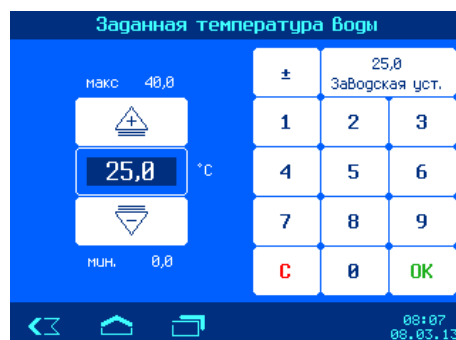 Заданная температура воды
макс 40,0
25,0 °C
мин. 0,0
± 25,0
Заводская уст.
1 2 3
4 5 6
7 8 9
C 0 OK
08:07
08.03.13